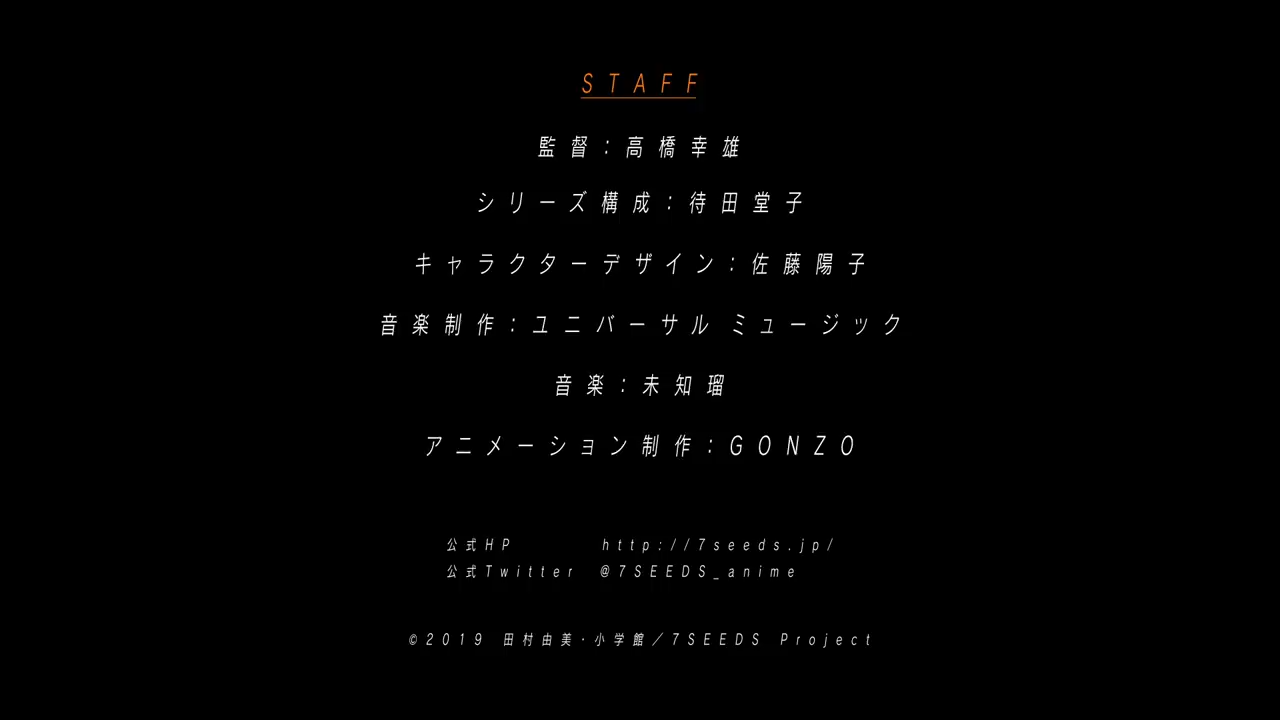 STAFF
監督：高橋幸雄
シリーズ構成：待田堂子
キャラクターデザイン：佐藤陽子
音楽制作：ユニバーサル ミュージック
音楽：未知瑠
アニメーション制作：GONZO
公式HP http://7seeds.jp/
公式Twitter @7SEEDS_anime
©2019 田村由美・小学館／7SEEDS Project